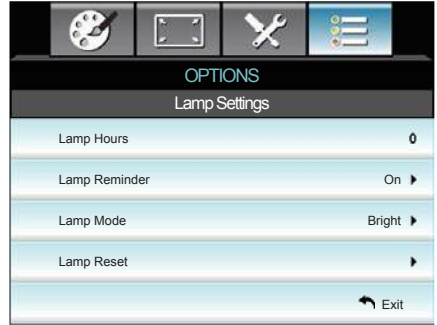 OPTIONS
Lamp Settings
Lamp Hours 0
Lamp Reminder On
Lamp Mode Bright
Lamp Reset
Exit